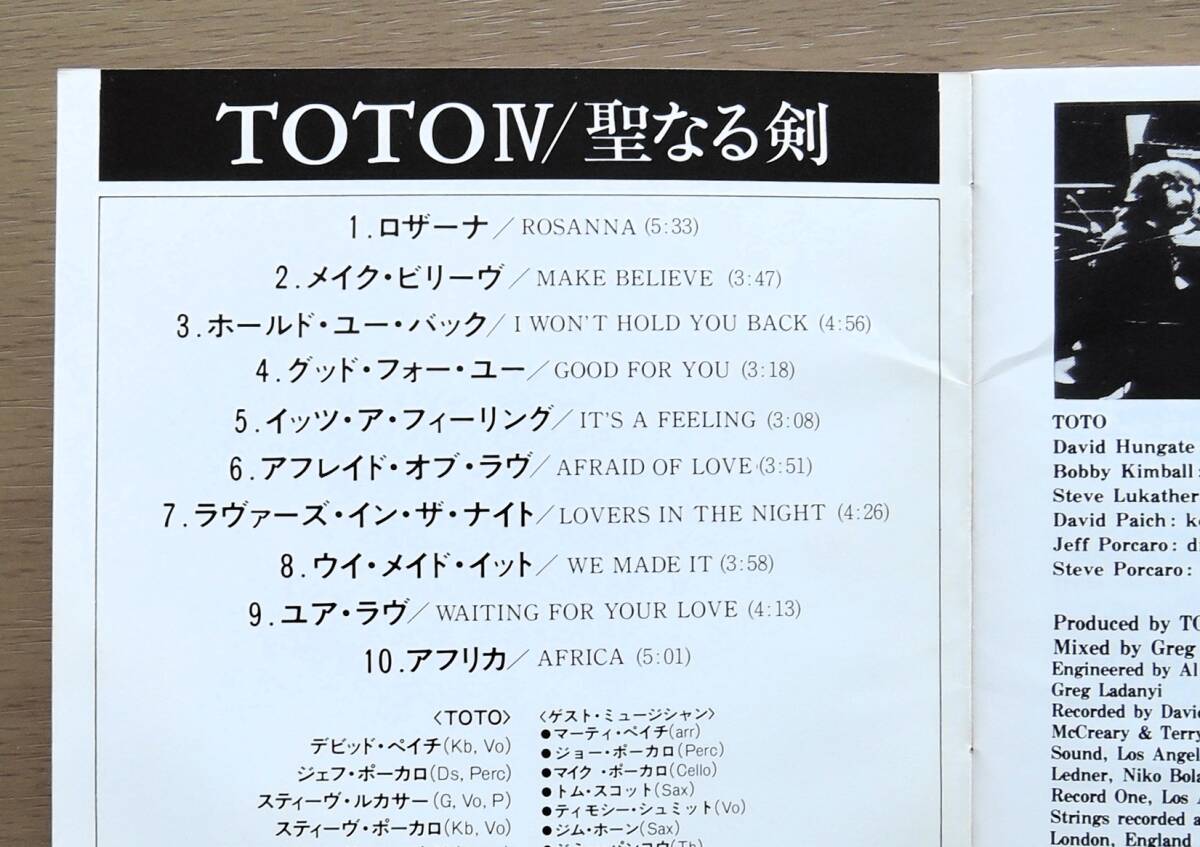 TOTO IV/聖なる剣
1.ロザーナ/ROSANNA (5:33)
2.メイク・ビリーヴ/MAKE BELIEVE (3:47)
3.ホールド・ユー・バック/I WON'T HOLD YOU BACK (4:56)
4.グッド・フォー・ユー/GOOD FOR YOU (3:18)
5.イッツ・ア・フィーリング/IT'S A FEELING (3:08)
6.アフレイド・オブ・ラヴ/AFRAID OF LOVE (3:51)
7.ラヴァーズ・イン・ザ・ナイト/LOVERS IN THE NIGHT (4:26)
8.ウイ・メイド・イット/WE MADE IT (3:58)
9.ユア・ラヴ/WAITING FOR YOUR LOVE (4:13)
10.アフリカ/AFRICA (5:01)
〈TOTO〉
デビッド・ペイチ(Kb, Vo)
ジェフ・ポーカロ(Ds, Perc)
スティーヴ・ルカサー(G, Vo, P)
スティーヴ・ポーカロ(Kb, Vo)
〈ゲスト・ミュージシャン〉
●マーティ・ペイチ(arr)
●ジョー・ポーカロ(Perc)
●マイク・ポーカロ(Cello)
●トム・スコット(Sax)
●ティモシー・シュミット(Vo)
●ジム・ホーン(Sax)
TOTO
David Hungate
Bobby Kimball:
Steve Lukather
David Paich:
Jeff Porcaro:
Steve Porcaro:
Produced by
Mixed by Greg
Engineered by Al
Greg Ladanyi
Recorded by
McCreary & Terry
Sound, Los
Ledner, Niko
Record One, Los
Strings recorded
London, England